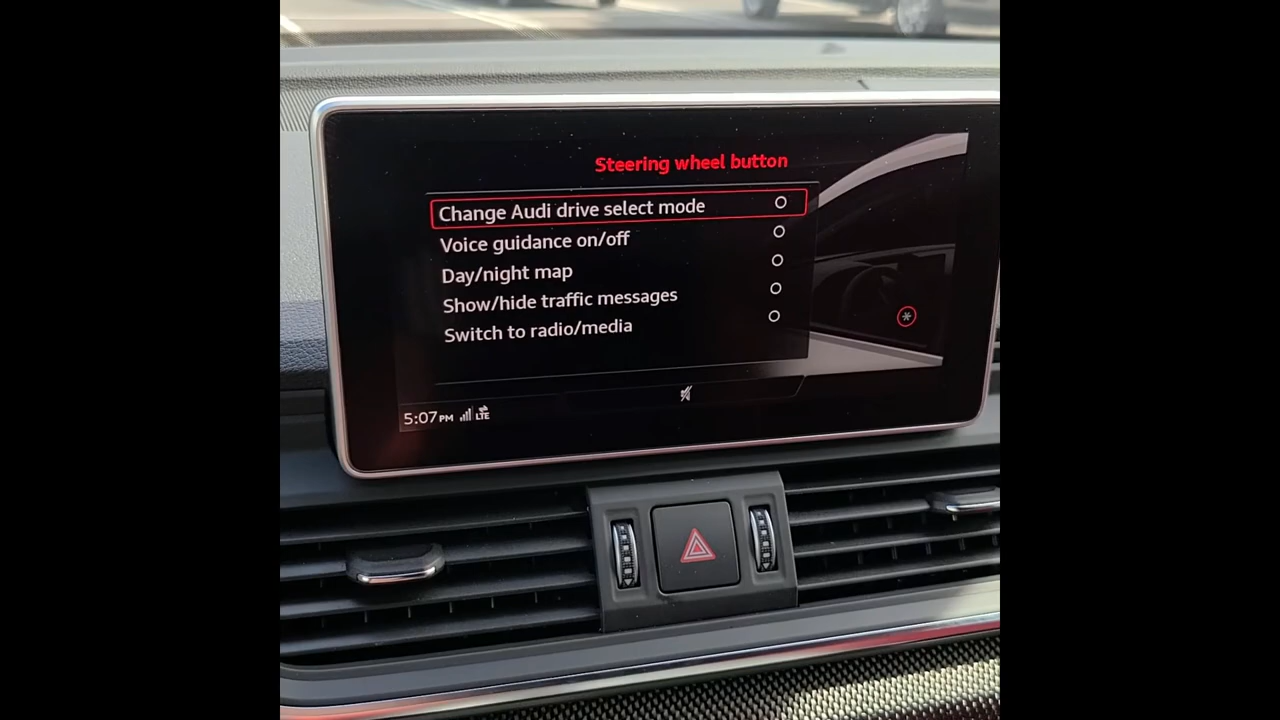 Steering wheel button
Change Audi drive select mode
Voice guidance on/off
Day/night map
Show/hide traffic messages
Switch to radio/media
5:07PM LTE